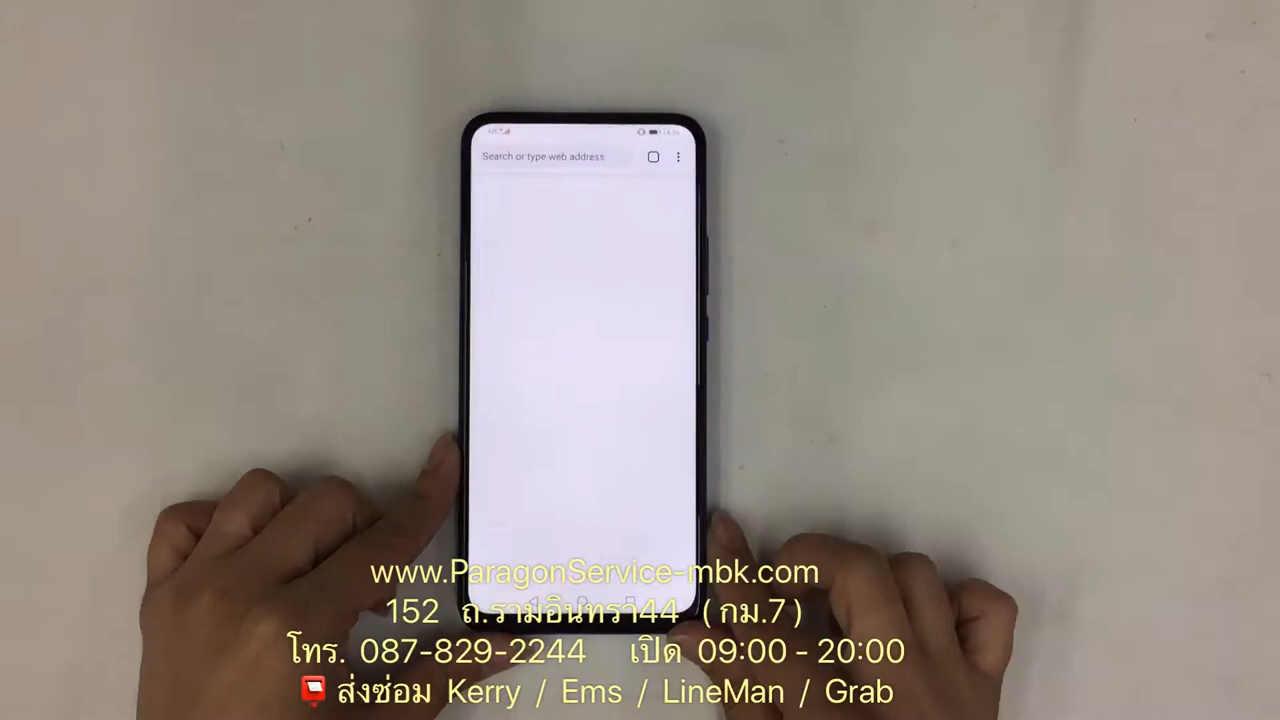 Search or type web address
www.ParagonService-mbk.com
152 ถ.รามอินทรา44 (กม.7)
โทร. 087-829-2244 เปิด 09:00 - 20:00
📮 ส่งซ่อม Kerry / Ems / LineMan / Grab